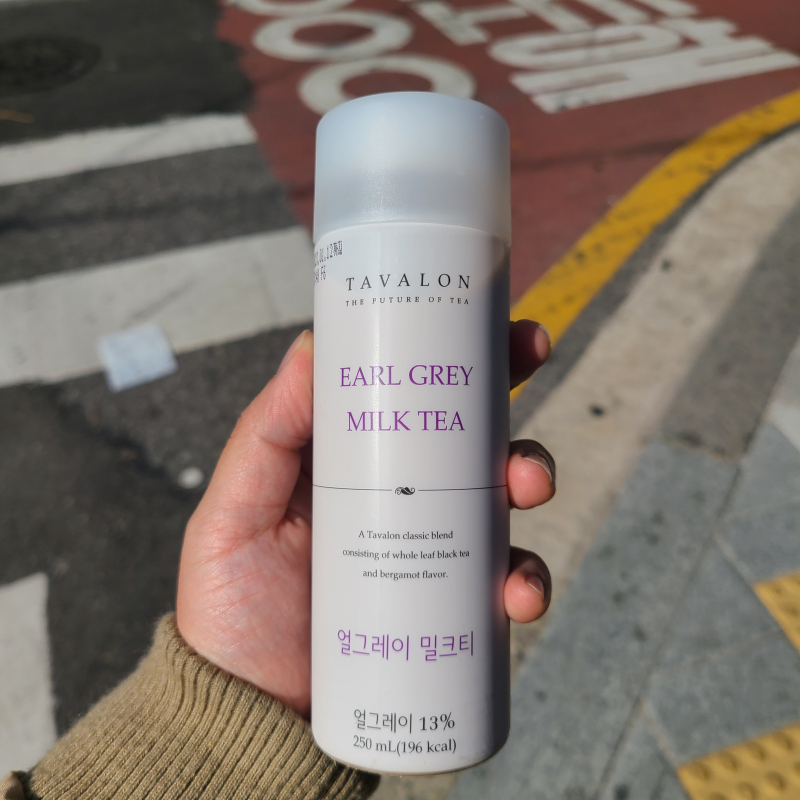 TAVALON
THE FUTURE OF TEA
EARL GREY
MILK TEA
A Tavalon classic blend
consisting of whole leaf black tea
and bergamot flavor.
얼그레이 밀크티
얼그레이 13%
250 mL(196 kcal)